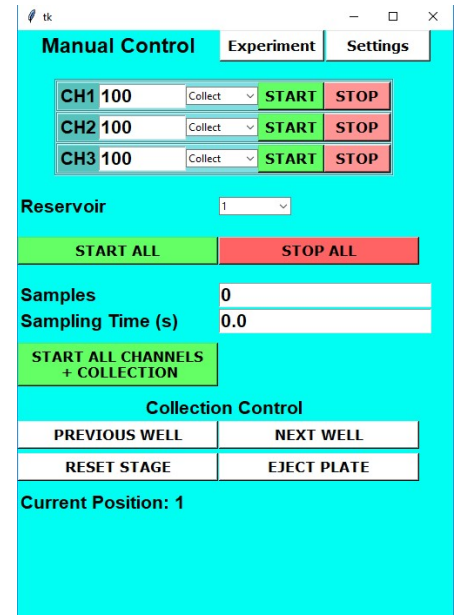 tk
Manual Control Experiment Settings
CH1 100 Collect START STOP
CH2 100 Collect START STOP
CH3 100 Collect START STOP
Reservoir 1
START ALL STOP ALL
Samples 0
Sampling Time (s) 0.0
START ALL CHANNELS
+ COLLECTION
Collection Control
PREVIOUS WELL NEXT WELL
RESET STAGE EJECT PLATE
Current Position: 1